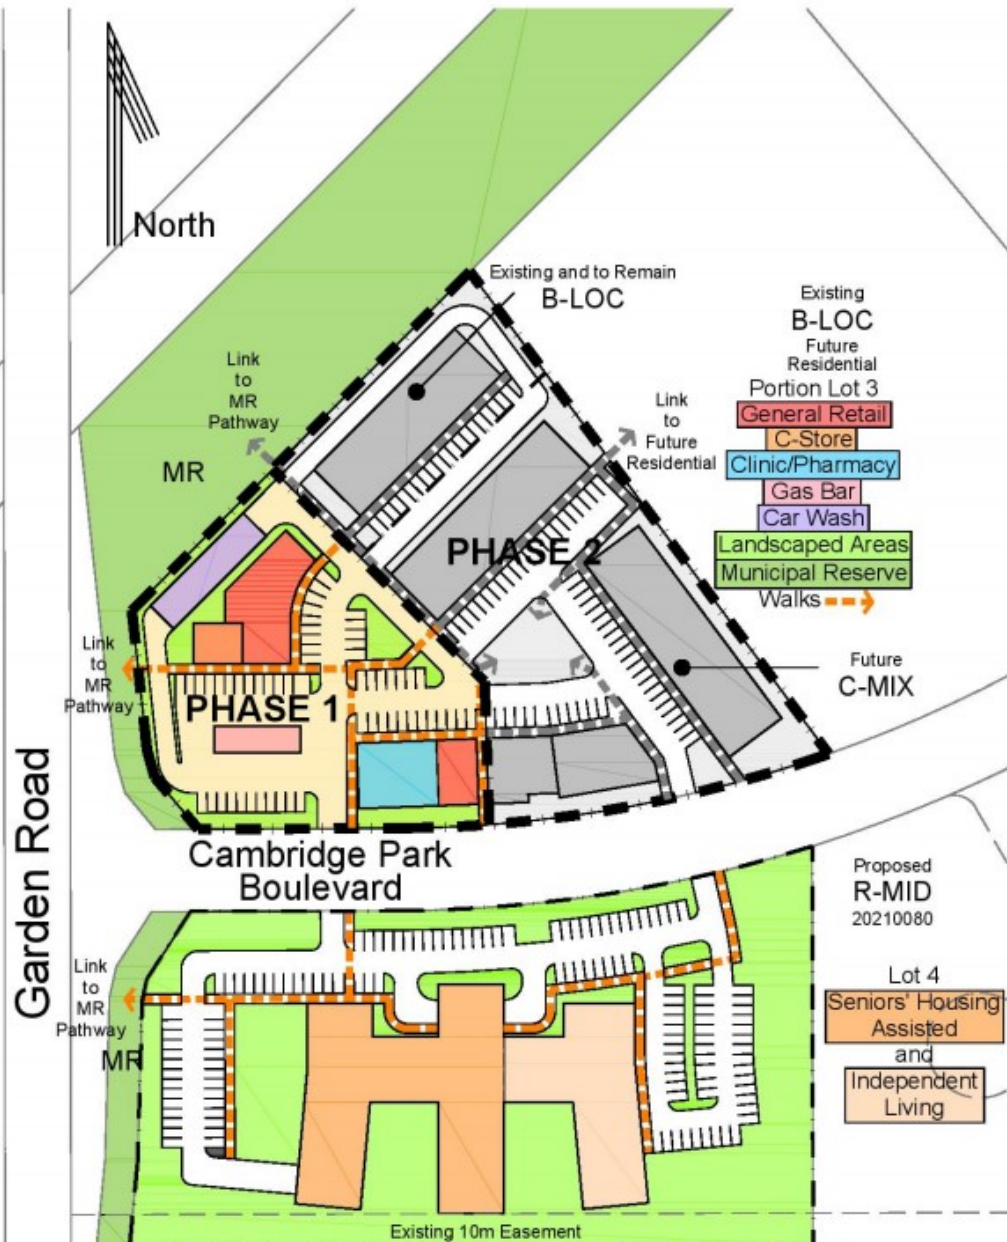 North
Existing and to Remain
B-LOC
Existing
B-LOC
Future
Residential
Portion Lot 3
General Retail
C-Store
Clinic/Pharmacy
Gas Bar
Car Wash
Landscaped Areas
Municipal Reserve
Walks
Link
to
MR
Pathway
MR
Link
to
Future
Residential
PHASE 2
Link
to
MR
Pathway
PHASE 1
Future
C-MIX
Garden Road
Cambridge Park
Boulevard
Proposed
R-MID
20210080
Link
to
MR
Pathway
MR
Lot 4
Seniors' Housing
Assisted
and
Independent
Living
Existing 10m Easement